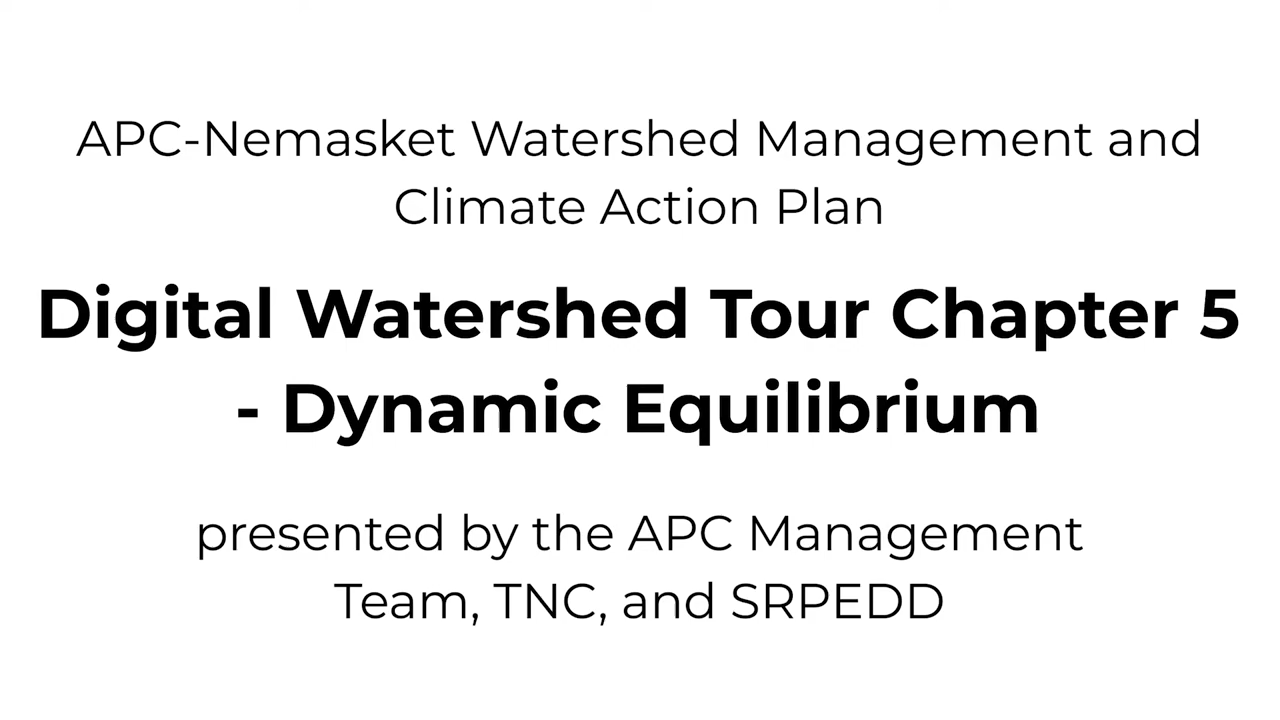 APC-Nemasket Watershed Management and
Climate Action Plan
Digital Watershed Tour Chapter 5
- Dynamic Equilibrium
presented by the APC Management
Team, TNC, and SRPEDD